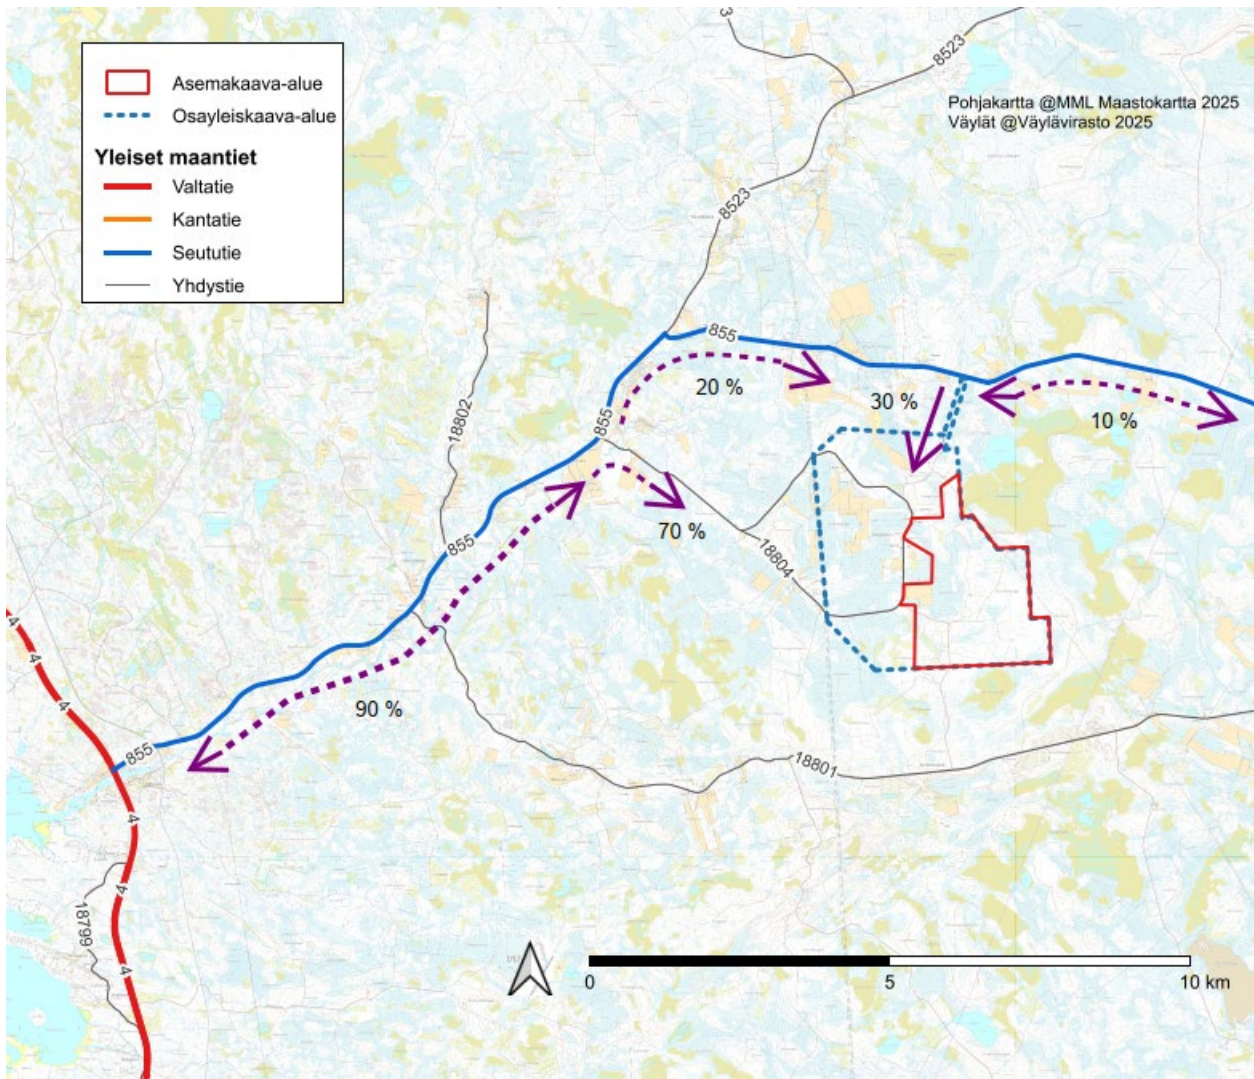 Asemakaava-alue
Osayleiskaava-alue
Yleiset maantiet
Valtatie
Kantatie
Seututie
Yhdystie
3
8523
Pohjakartta @MML Maastokartta 2025
Väylät @Väylävirasto 2025
8523
855
20 %
30 %
10 %
18802
855
70 %
855
18804
4
4
4
90 %
855
18801
4
4
18799
4
0
5
10 km